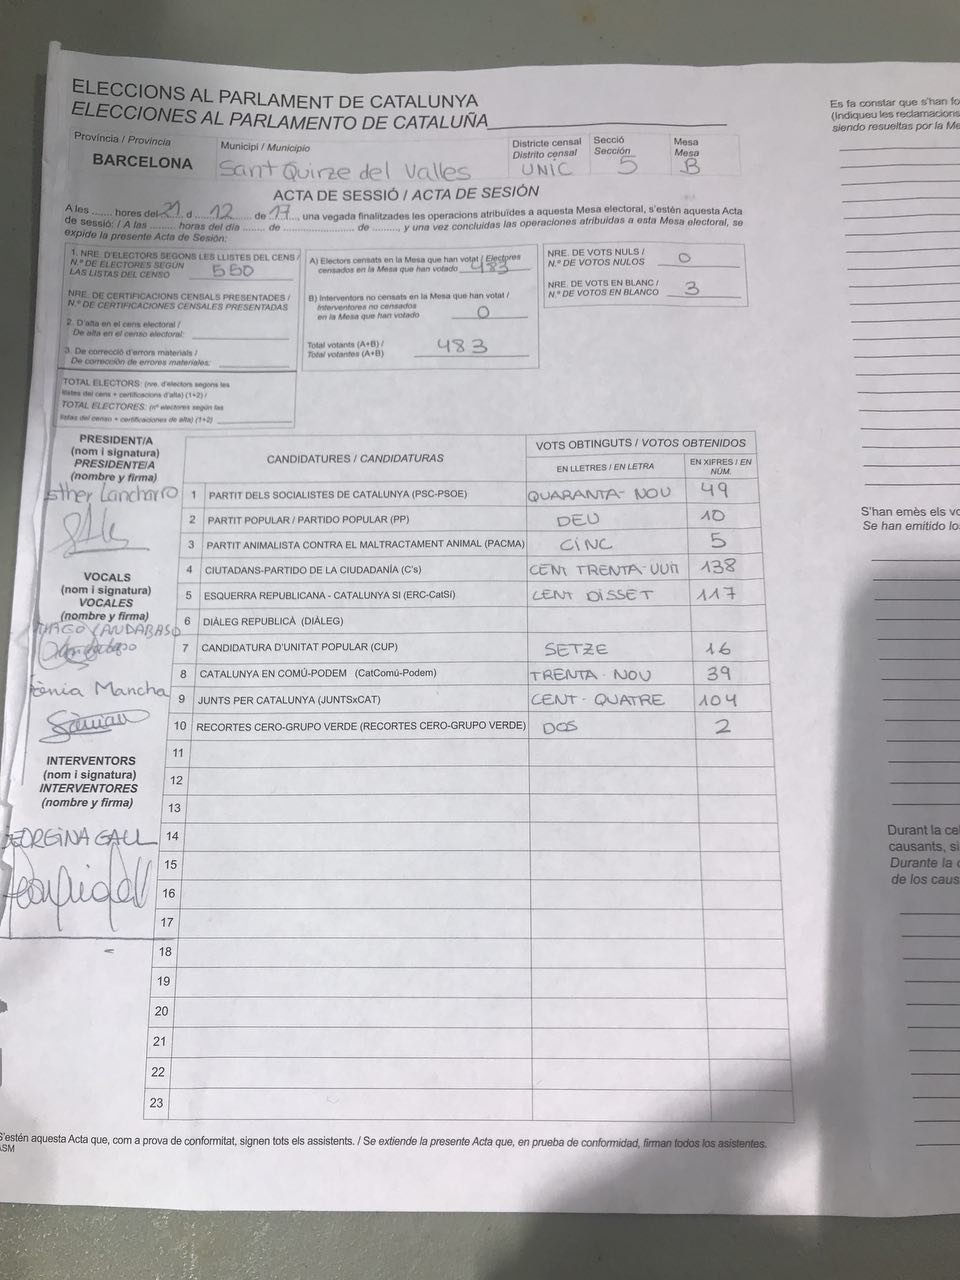 ELECCIONS AL PARLAMENT DE CATALUNYA
ELECCIONES AL PARLAMENTO DE CATALUÑA
Província / Provincia
BARCELONA
Municipi / Municipio
Sant Quirze del Valles
Districte censal
Distrito censal
UNIC
Secció
Sección
5
Mesa
Mesa
B
ACTA DE SESSIÓ / ACTA DE SESIÓN
A les ....... hores del 21 d ... 12 ... de 17, una vegada finalitzades les operacions atribuïdes a aquesta Mesa electoral, s'estén aquesta Acta
de sessió: / A las ......... horas del día ....... de ........................ de ........, y una vez concluidas las operaciones atribuidas a esta Mesa electoral, se
expide la presente Acta de Sesión:
1. NRE. D'ELECTORS SEGONS LES LLISTES DEL CENS /
N.º DE ELECTORES SEGÚN
LAS LISTAS DEL CENSO
550
NRE. DE CERTIFICACIONS CENSALS PRESENTADES /
N.º DE CERTIFICACIONES CENSALES PRESENTADAS
2. D'alta en el cens electoral /
De alta en el censo electoral:
3. De correcció d'errors materials /
De corrección de errores materiales:
TOTAL ELECTORS: (nre. d'electors segons les
llistes del cens + certificacions d'alta) (1+2) /
TOTAL ELECTORES: (nº electores según las
listas del censo + certificaciones de alta) (1+2)
A) Electors censats en la Mesa que han votat / Electores
censados en la Mesa que han votado 483
B) Interventors no censats en la Mesa que han votat /
Interventores no censados
en la Mesa que han votado
0
Total votants (A+B) /
Total votantes (A+B)
483
NRE. DE VOTS NULS /
N.º DE VOTOS NULOS
0
NRE. DE VOTS EN BLANC /
N.º DE VOTOS EN BLANCO
3
PRESIDENT/A
(nom i signatura)
PRESIDENTE/A
(nombre y firma)
sther Lancharro
VOCALS
(nom i signatura)
VOCALES
(nombre y firma)
Mancha
INTERVENTORS
(nom i signatura)
INTERVENTORES
(nombre y firma)
EORGINA GALL
CANDIDATURES / CANDIDATURAS
VOTS OBTINGUTS / VOTOS OBTENIDOS
EN LLETRES / EN LETRA
EN XIFRES / EN
NÚM.
1 PARTIT DELS SOCIALISTES DE CATALUNYA (PSC-PSOE) QUARANTA-NOU 49
2 PARTIT POPULAR / PARTIDO POPULAR (PP) DEU 10
3 PARTIT ANIMALISTA CONTRA EL MALTRACTAMENT ANIMAL (PACMA) CINC 5
4 CIUTADANS-PARTIDO DE LA CIUDADANÍA (C's) CENT TRENTA-VUIT 138
5 ESQUERRA REPUBLICANA - CATALUNYA SI (ERC-CatSí) CENT DISSET 117
6 DIÀLEG REPUBLICÀ (DIÀLEG)
7 CANDIDATURA D'UNITAT POPULAR (CUP) SETZE 16
8 CATALUNYA EN COMÚ-PODEM (CatComú-Podem) TRENTA-NOU 39
9 JUNTS PER CATALUNYA (JUNTSxCAT) CENT-QUATRE 104
10 RECORTES CERO-GRUPO VERDE (RECORTES CERO-GRUPO VERDE) DOS 2
11
12
13
14
15
16
17
18
19
20
21
22
23
S'estén aquesta Acta que, com a prova de conformitat, signen tots els assistents. / Se extiende la presente Acta que, en prueba de conformidad, firman todos los asistentes.
Es fa constar que s'han fo
(Indiqueu les reclamacions
siendo resueltas por la Me
S'han emès els vo
Se han emitido lo
Durant la cel
causants, si
Durante la c
de los caus